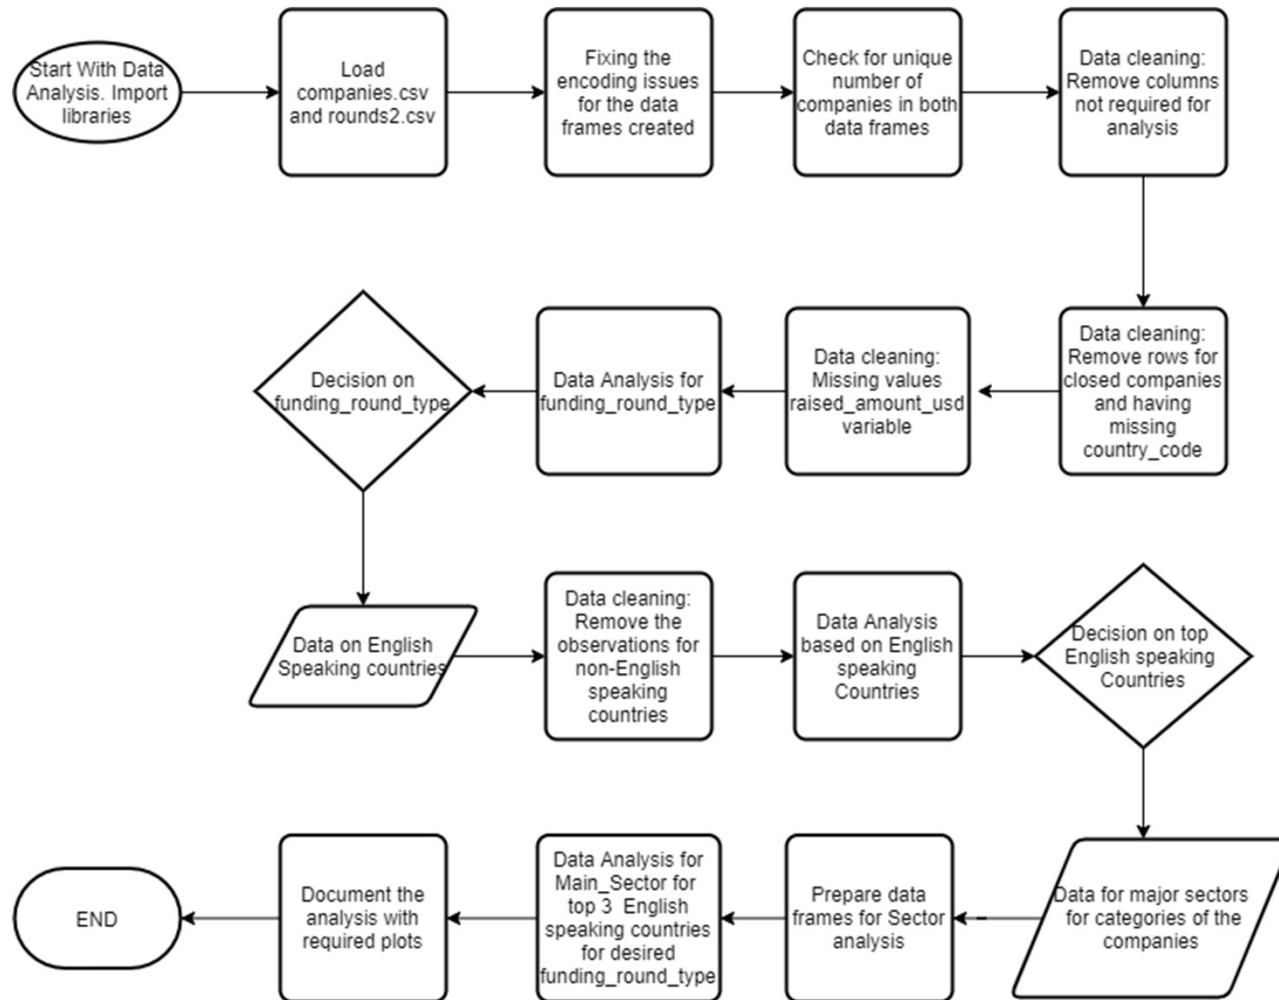 Start With Data
Analysis. Import
libraries
Load
companies.csv
and rounds2.csv
Fixing the
encoding issues
for the data
frames created
Check for unique
number of
companies in both
data frames
Data cleaning:
Remove columns
not required for
analysis
Data cleaning:
Remove rows for
closed companies
and having
missing
country_code
Data cleaning:
Missing values
raised_amount_usd
variable
Data Analysis for
funding_round_type
Decision on
funding_round_type
Data on English
Speaking countries
Data cleaning:
Remove the
observations for
non-English
speaking
countries
Data Analysis
based on English
speaking
Countries
Decision on top
English speaking
Countries
Data for major sectors
for categories of the
companies
Prepare data
frames for Sector
analysis
Data Analysis for
Main_Sector for
top 3 English
speaking countries
for desired
funding_round_type
Document the
analysis with
required plots
END